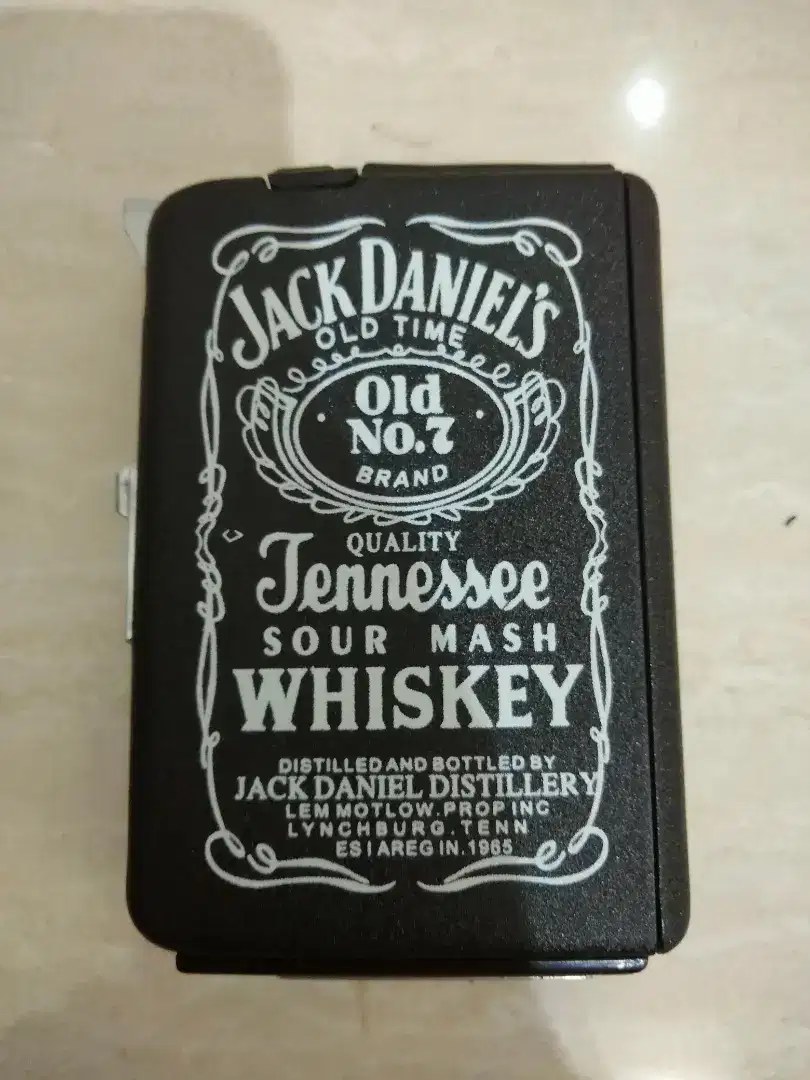 JACK DANIEL'S
OLD TIME
Old
No.7
BRAND
QUALITY
Tennessee
SOUR MASH
WHISKEY
DISTILLED AND BOTTLED BY
JACK DANIEL DISTILLERY
LEM MOTLOW.PROP INC
LYNCHBURG.TENN
ES I AREG IN.1965